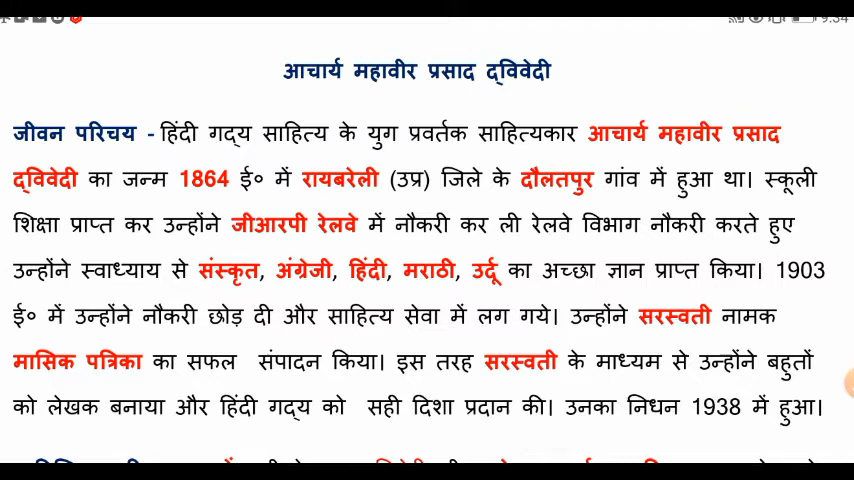 9:34
आचार्य महावीर प्रसाद द्विवेदी
जीवन परिचय - हिंदी गद्य साहित्य के युग प्रवर्तक साहित्यकार आचार्य महावीर प्रसाद
द्विवेदी का जन्म 1864 ई० में रायबरेली (उप्र) जिले के दौलतपुर गांव में हुआ था। स्कूली
शिक्षा प्राप्त कर उन्होंने जीआरपी रेलवे में नौकरी कर ली रेलवे विभाग नौकरी करते हुए
उन्होंने स्वाध्याय से संस्कृत, अंग्रेजी, हिंदी, मराठी, उर्दू का अच्छा ज्ञान प्राप्त किया। 1903
ई० में उन्होंने नौकरी छोड़ दी और साहित्य सेवा में लग गये। उन्होंने सरस्वती नामक
मासिक पत्रिका का सफल संपादन किया। इस तरह सरस्वती के माध्यम से उन्होंने बहुतों
को लेखक बनाया और हिंदी गद्य को सही दिशा प्रदान की। उनका निधन 1938 में हुआ।